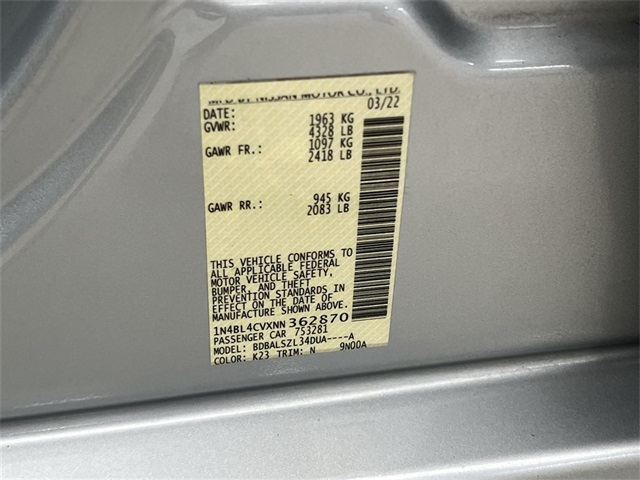 MFD BY NISSAN MOTOR CO., LTD.
DATE: 03/22
GVWR: 1963 KG
4328 LB
GAWR FR.: 1097 KG
2418 LB
GAWR RR.: 945 KG
2083 LB
THIS VEHICLE CONFORMS TO
ALL APPLICABLE FEDERAL
MOTOR VEHICLE SAFETY,
BUMPER, AND THEFT
PREVENTION STANDARDS IN
EFFECT ON THE DATE OF
MANUFACTURE SHOWN ABOVE.
1N4BL4CVXNN362870
PASSENGER CAR 753281
MODEL: BDBALSZL34DUA----A
COLOR: K23 TRIM: N 9N00A